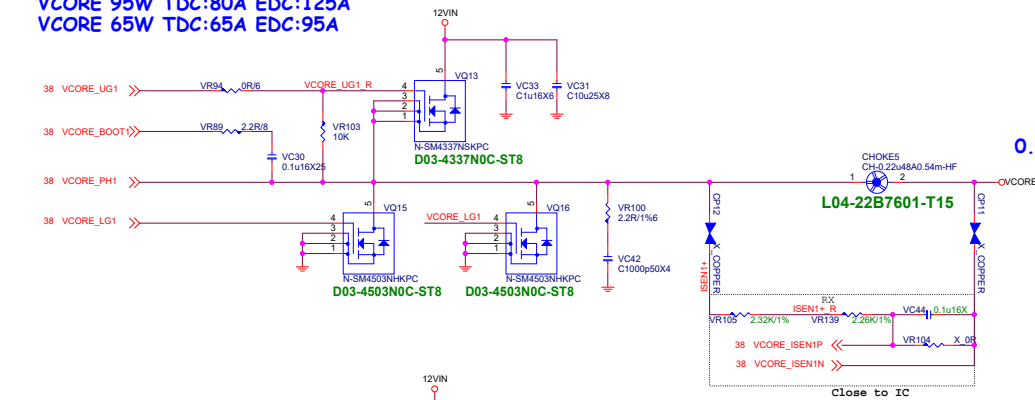 VCORE 95W TDC:80A EDC:125A
VCORE 65W TDC:65A EDC:95A
12VIN
38 VCORE_UG1
VR94 0R/6
VCORE_UG1_R
5
4
3
2
1
VQ13
N-SM4337NSKPC
D03-4337N0C-ST8
VC33
C1u16X6
VC31
C10u25X8
38 VCORE_BOOT1
VR89 2.2R/8
VR103
10K
VC30
0.1u16X25
0.
38 VCORE_PH1
CHOKE5
CH-0.22u48A0.54m-HF
1 2
VCORE
L04-22B7601-T15
38 VCORE_LG1
5
4
3
2
1
VQ15
N-SM4503NHKPC
D03-4503N0C-ST8
VCORE_LG1
5
4
3
2
1
VQ16
N-SM4503NHKPC
D03-4503N0C-ST8
VR100
2.2R/1%6
VC42
C1000p50X4
CP12
X_COPPER
ISEN1+
CP11
X_COPPER
RX
VR105 2.32K/1%
ISEN1+_R
VR139 2.26K/1%
VC44 0.1u16X
38 VCORE_ISEN1P
VR104 X_0R
38 VCORE_ISEN1N
Close to IC
12VIN